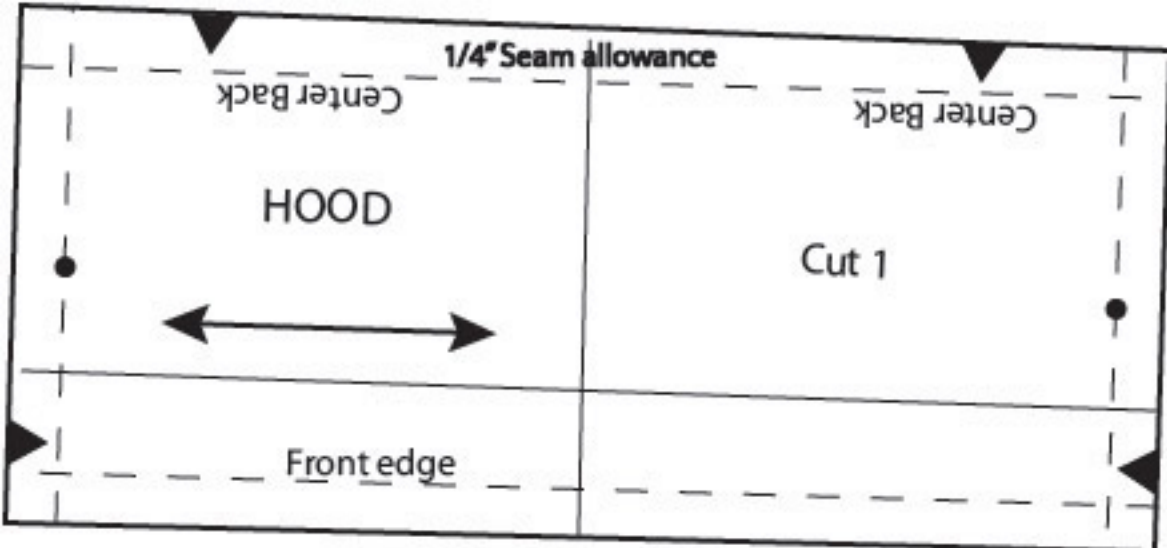 1/4" Seam allowance
Center Back
Center Back
HOOD
Cut 1
Front edge